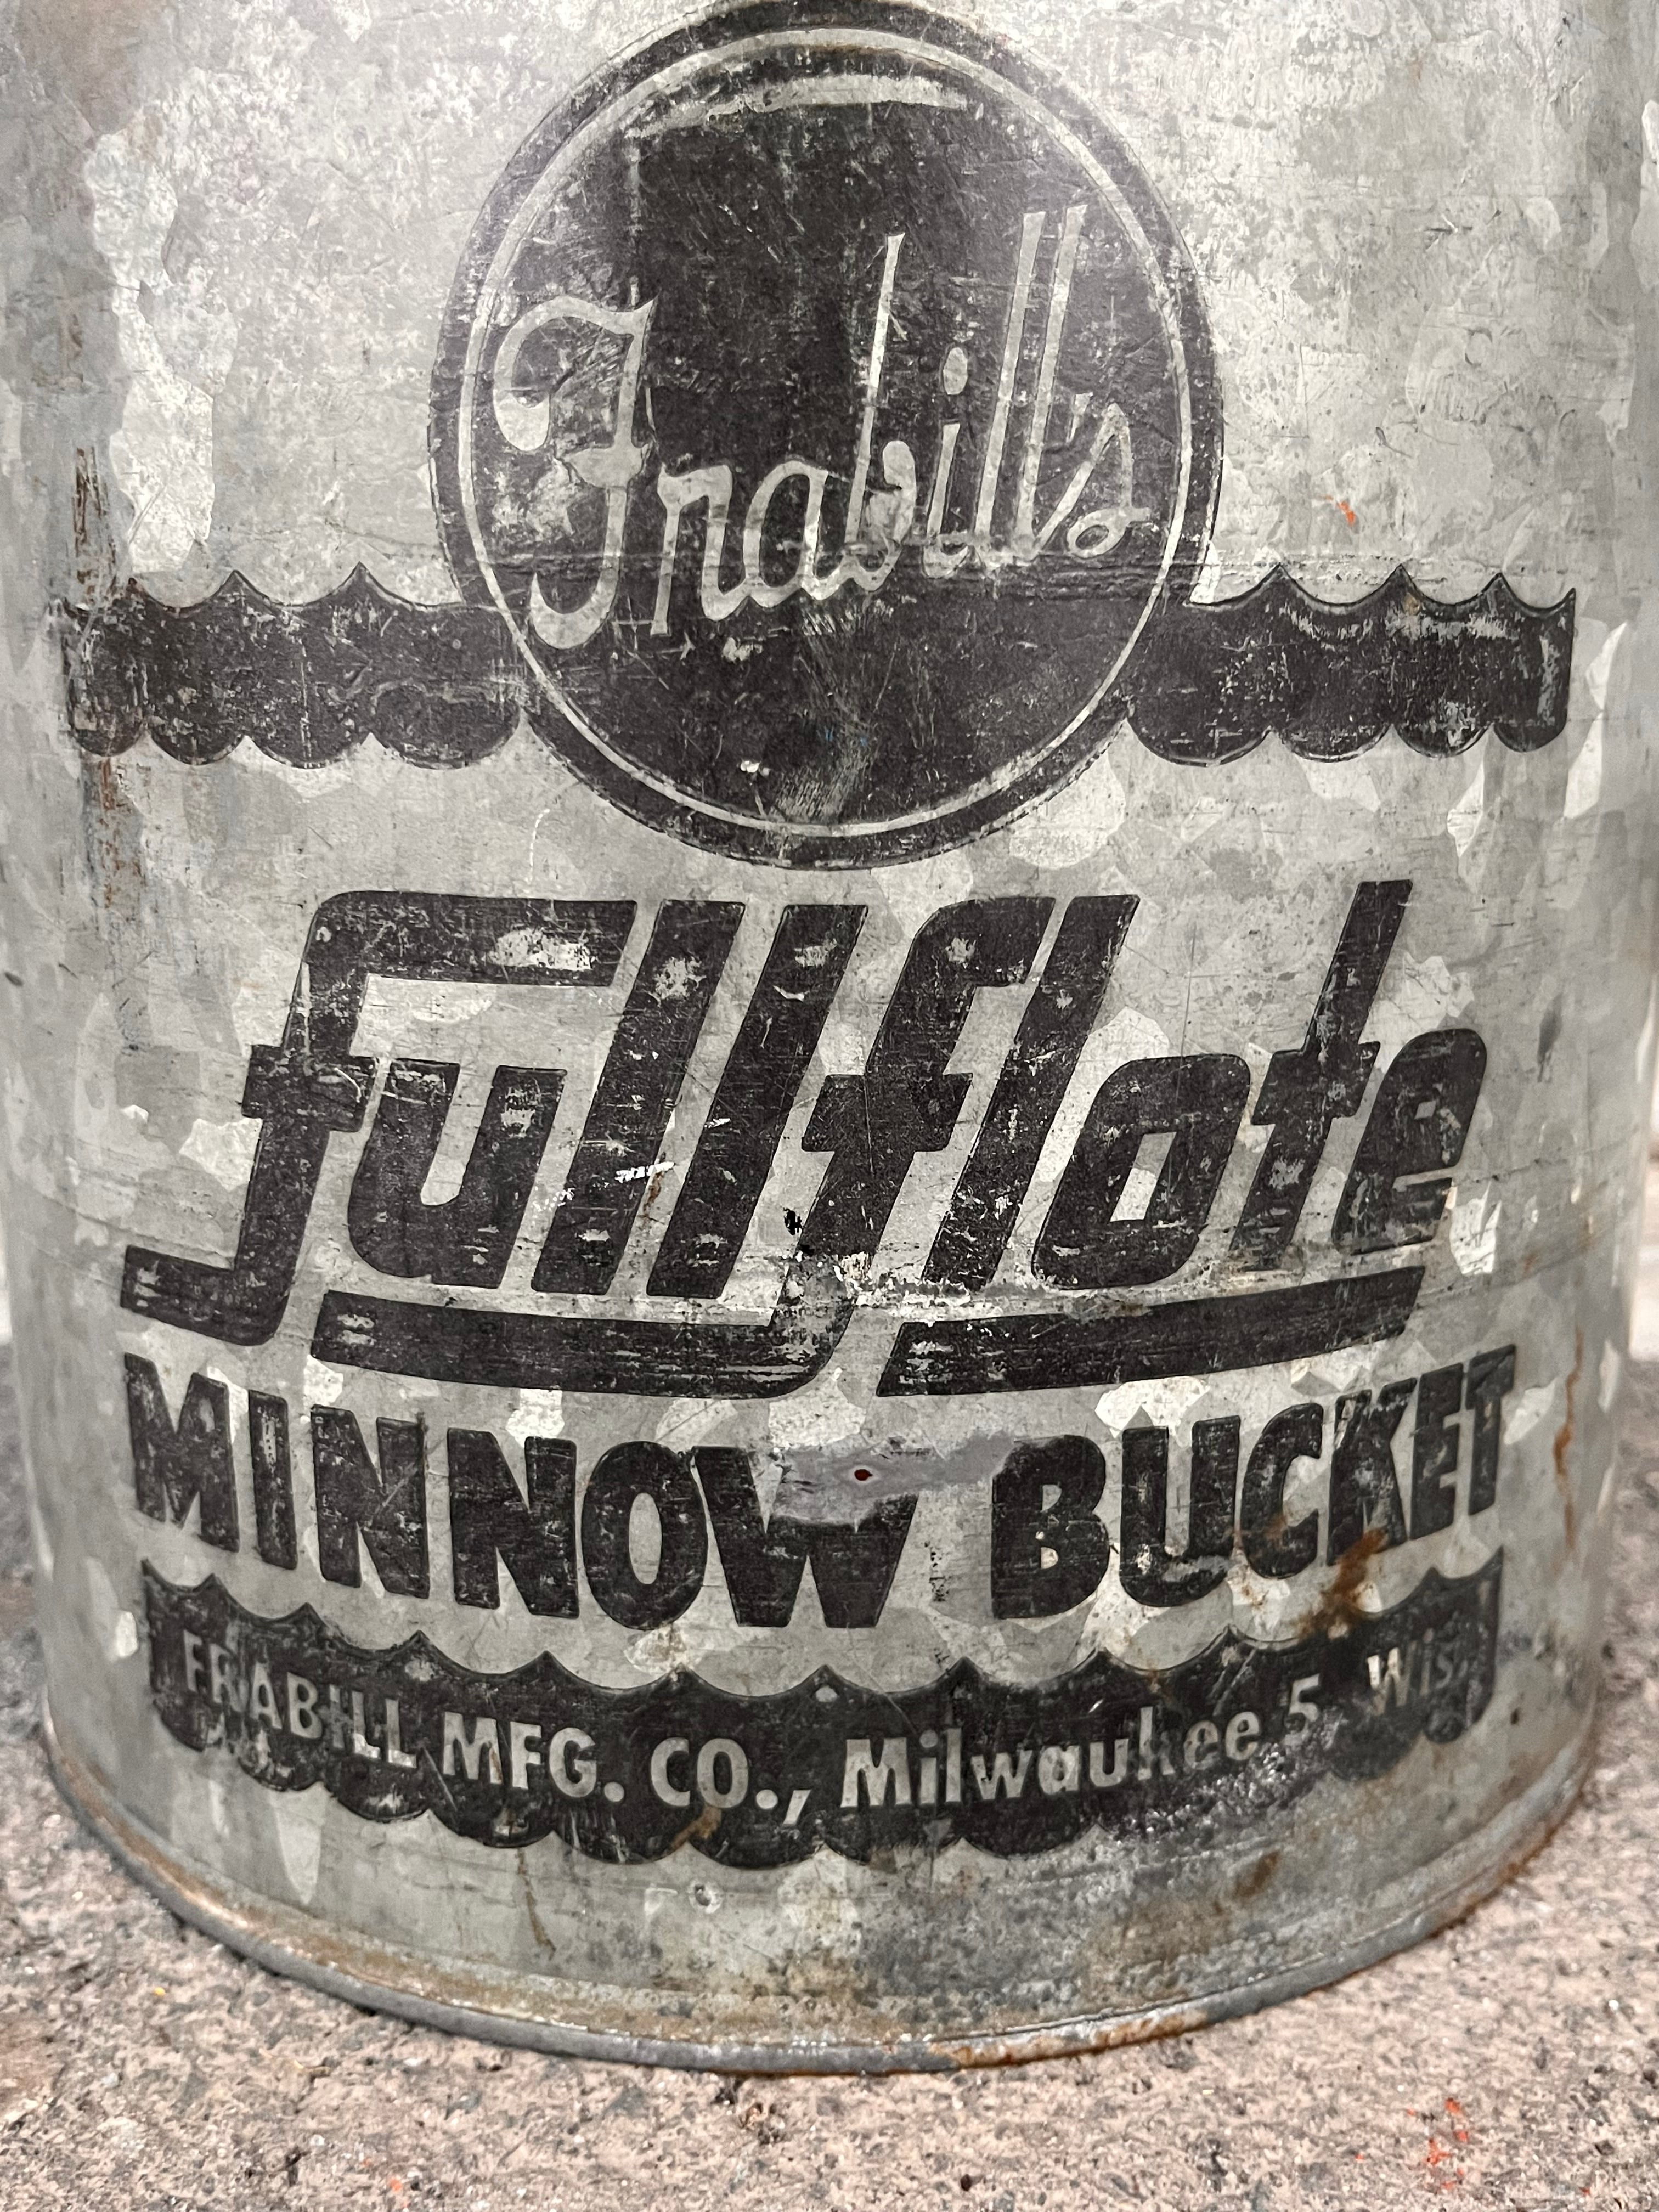 Frabill's
fullflote
MINNOW BUCKET
FRABILL MFG. CO., Milwaukee 5, Wis.